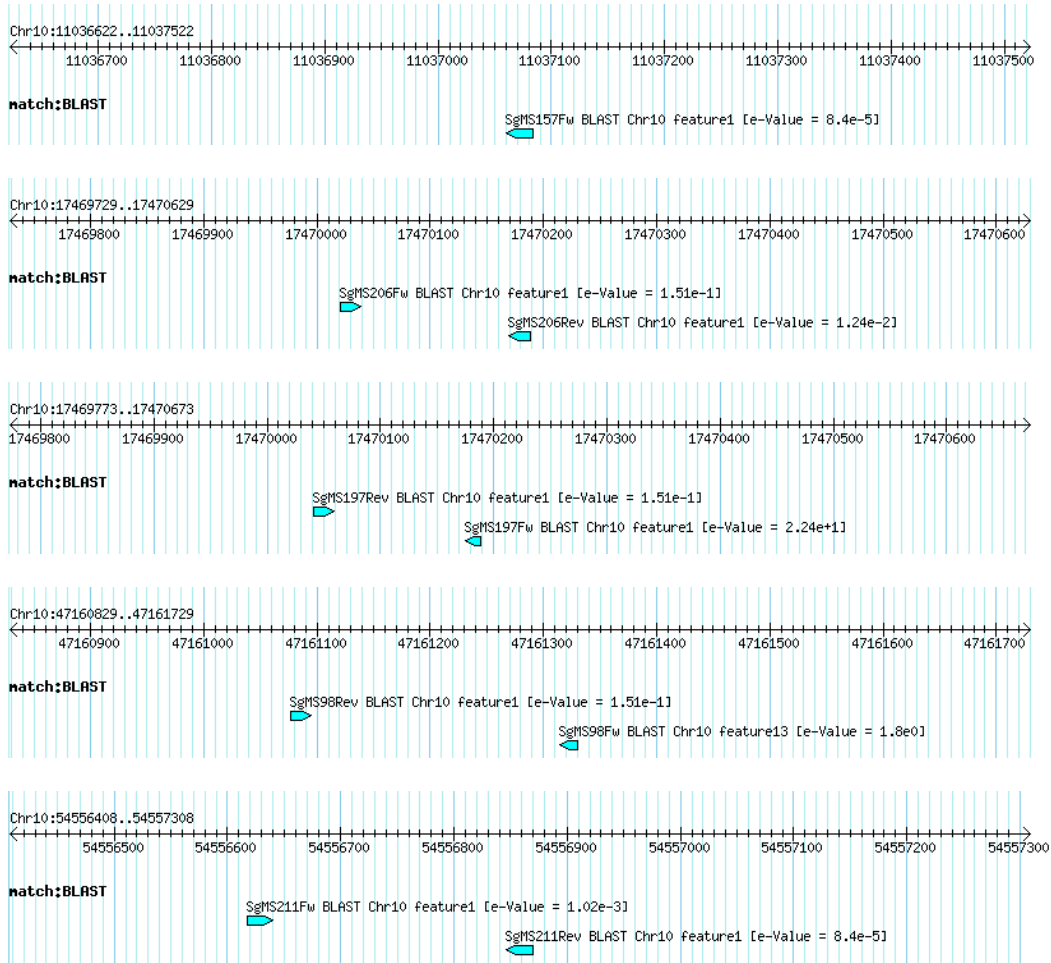 Chr10:11036622..11037522
11036700 11036800 11036900 11037000 11037100 11037200 11037300 11037400 11037500
match:BLAST
SgMS157Fw BLAST Chr10 feature1 [e-Value = 8.4e-5]
Chr10:17469729..17470629
17469800 17469900 17470000 17470100 17470200 17470300 17470400 17470500 17470600
match:BLAST
SgMS206Fw BLAST Chr10 feature1 [e-Value = 1.51e-1]
SgMS206Rev BLAST Chr10 feature1 [e-Value = 1.24e-2]
Chr10:17469773..17470673
17469800 17469900 17470000 17470100 17470200 17470300 17470400 17470500 17470600
match:BLAST
SgMS197Rev BLAST Chr10 feature1 [e-Value = 1.51e-1]
SgMS197Fw BLAST Chr10 feature1 [e-Value = 2.24e+1]
Chr10:47160829..47161729
47160900 47161000 47161100 47161200 47161300 47161400 47161500 47161600 47161700
match:BLAST
SgMS98Rev BLAST Chr10 feature1 [e-Value = 1.51e-1]
SgMS98Fw BLAST Chr10 feature13 [e-Value = 1.8e0]
Chr10:54556408..54557308
54556500 54556600 54556700 54556800 54556900 54557000 54557100 54557200 54557300
match:BLAST
SgMS211Fw BLAST Chr10 feature1 [e-Value = 1.02e-3]
SgMS211Rev BLAST Chr10 feature1 [e-Value = 8.4e-5]